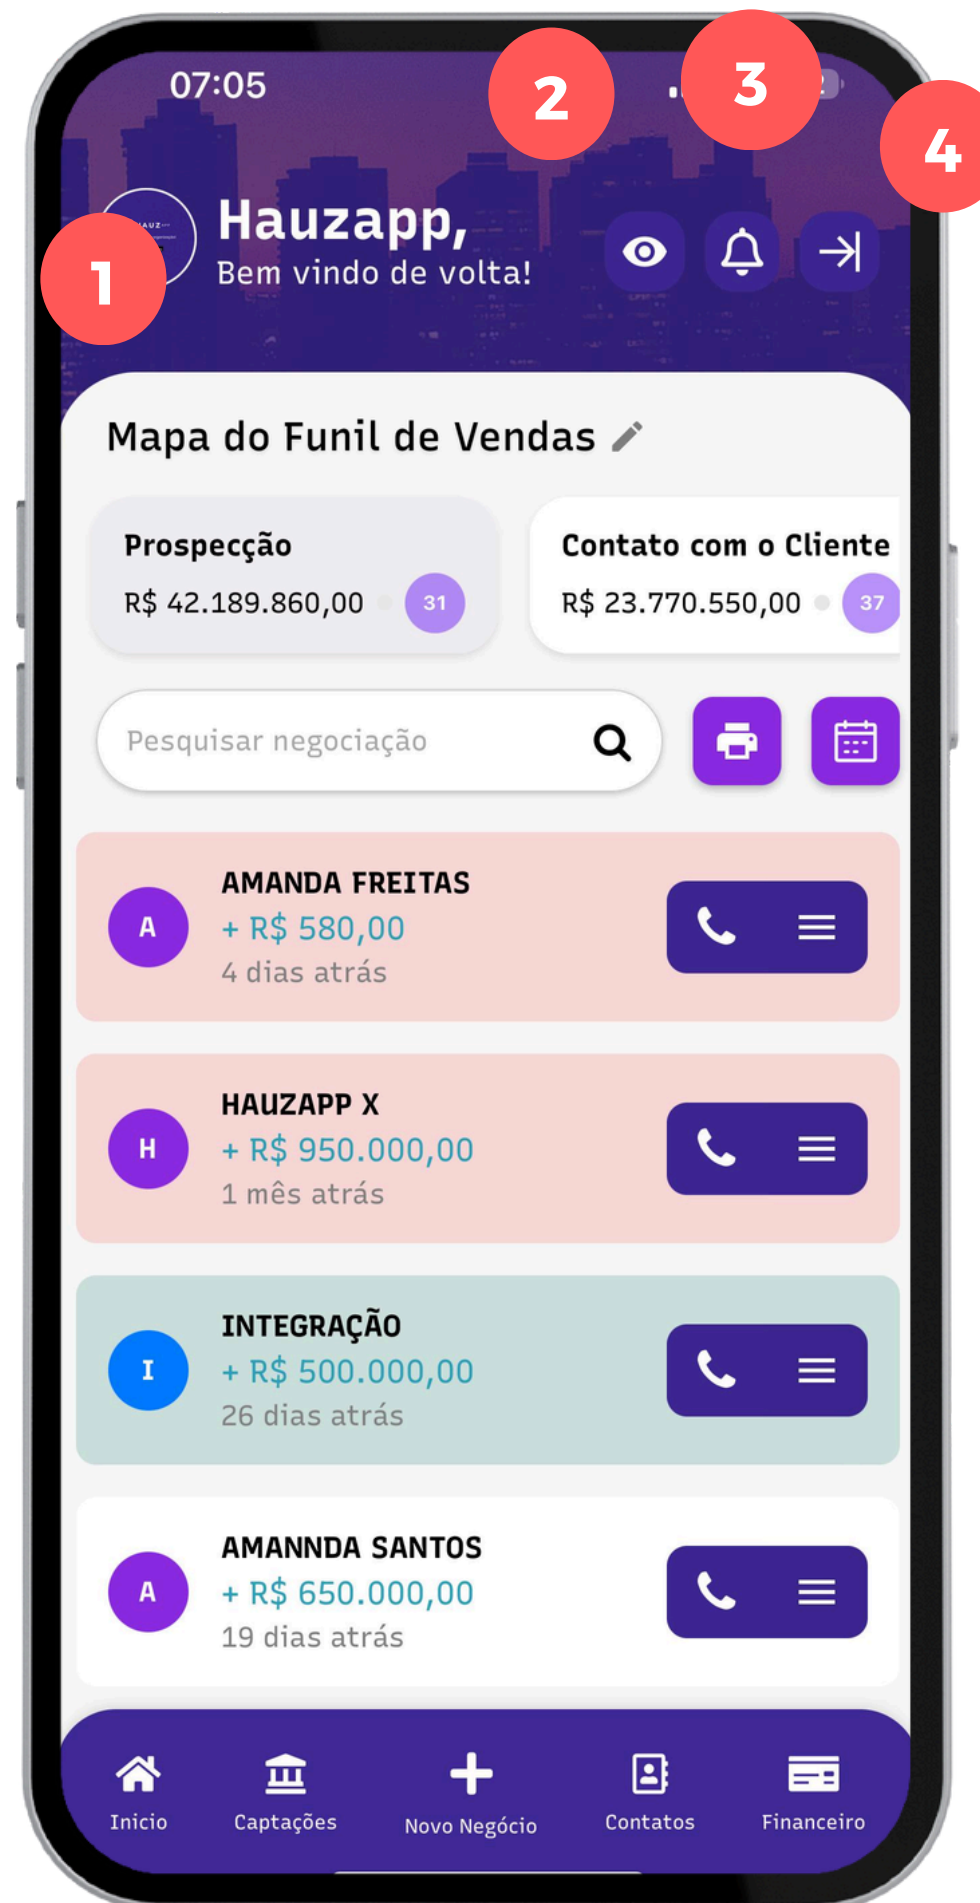 07:05
2
3
4
1
Hauzapp,
Bem vindo de volta!
Mapa do Funil de Vendas
Prospecção
R$ 42.189.860,00
31
Contato com o Cliente
R$ 23.770.550,00
37
Pesquisar negociação
AMANDA FREITAS
+ R$ 580,00
4 dias atrás
A
HAUZAPP X
+ R$ 950.000,00
1 mês atrás
H
INTEGRAÇÃO
+ R$ 500.000,00
26 dias atrás
I
AMANNDA SANTOS
+ R$ 650.000,00
19 dias atrás
A
Inicio
Captações
Novo Negócio
Contatos
Financeiro